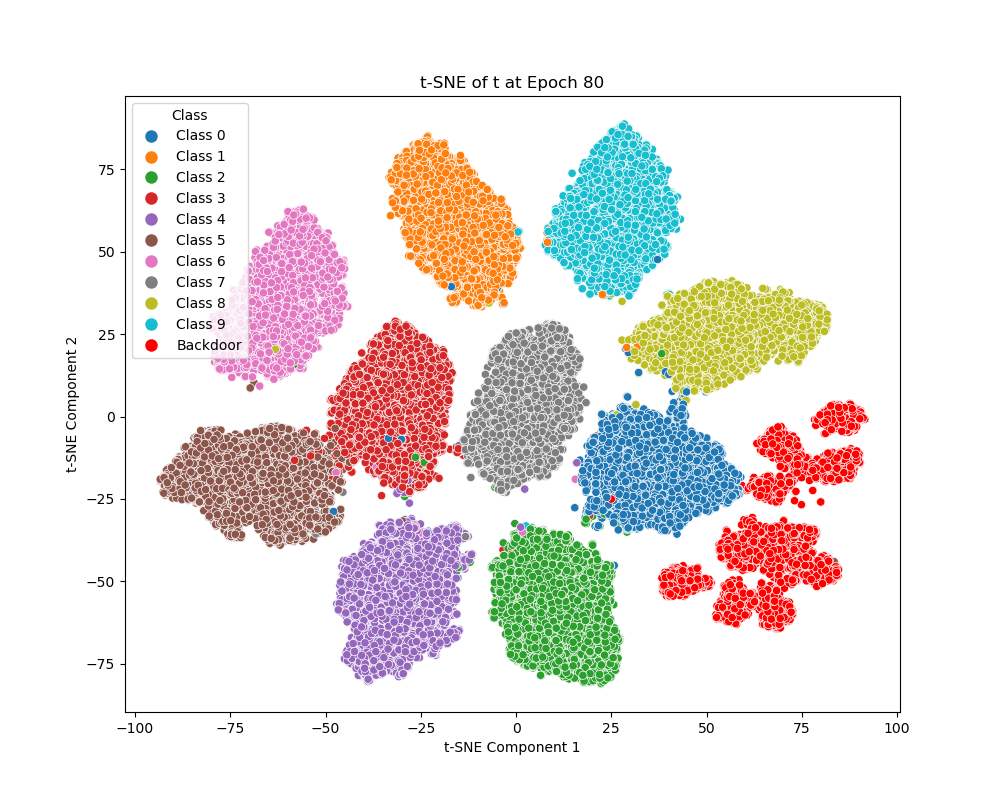 t-SNE of t at Epoch 80
Class
Class 0
Class 1
Class 2
Class 3
Class 4
Class 5
Class 6
Class 7
Class 8
Class 9
Backdoor
75
50
25
0
−25
−50
−75
t-SNE Component 2
−100
−75
−50
−25
0
25
50
75
100
t-SNE Component 1